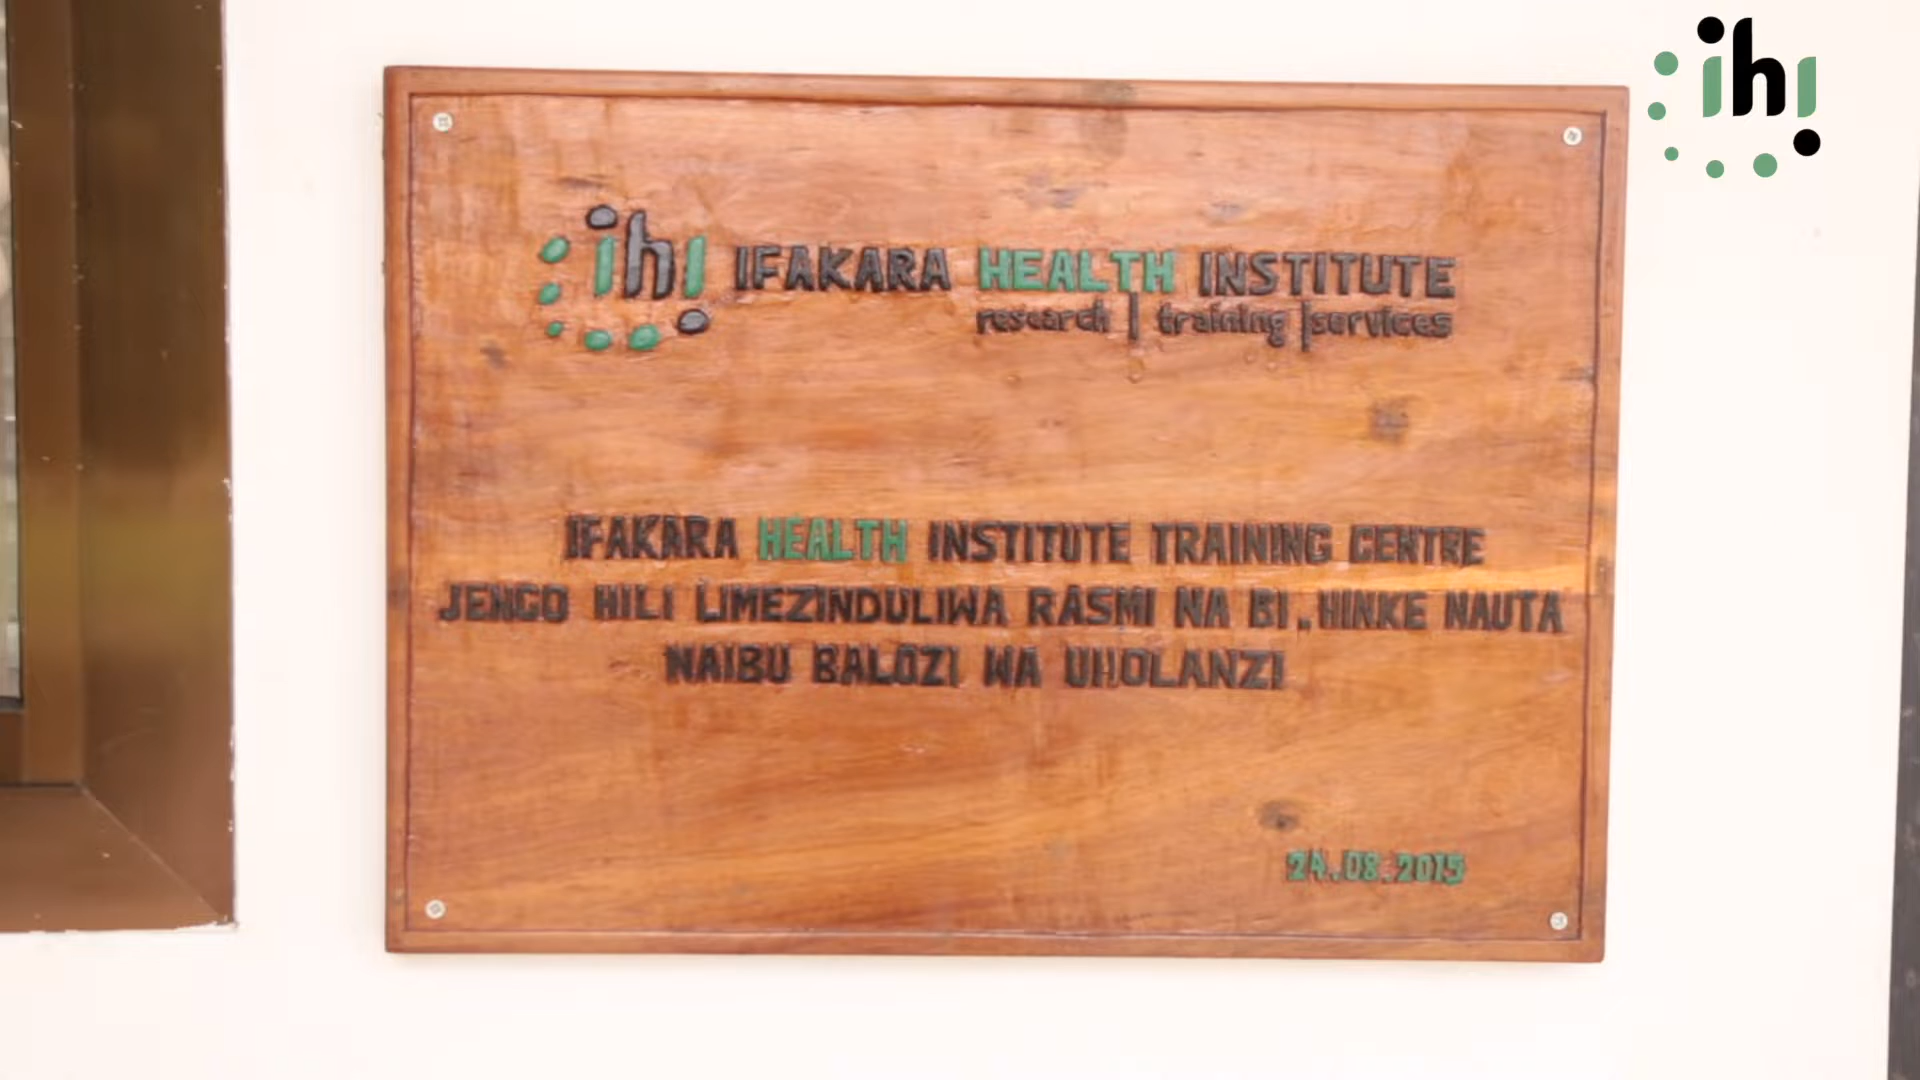 ihi
ihi IFAKARA HEALTH INSTITUTE
research | training | services
IFAKARA HEALTH INSTITUTE TRAINING CENTRE
JENGO HILI LIMEZINDULIWA RASMI NA BI. HINKE NAUTA
NAIBU BALOZI WA UHOLANZI
24.08.2015